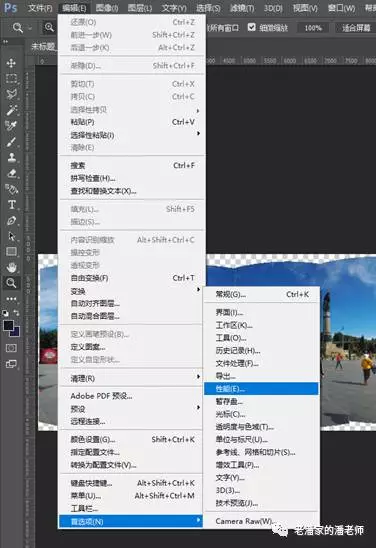 Ps 文件(F) 编辑(E) 图像(I) 图层(L) 文字(Y) 选择(S) 滤镜(T) 3D(D) 视图(V) 窗口(W) 帮
还原(O) Ctrl+Z
前进一步(W) Shift+Ctrl+Z
后退一步(K) Alt+Ctrl+Z
所有窗口 细微缩放 100% 适合屏幕
未标题
渐隐(D)... Shift+Ctrl+F
剪切(T) Ctrl+X
拷贝(C) Ctrl+C
合并拷贝(Y)
粘贴(P) Ctrl+V
选择性粘贴(I)
清除(E)
搜索 Ctrl+F
拼写检查(H)...
查找和替换文本(X)...
填充(L)... Shift+F5
描边(S)...
内容识别缩放 Alt+Shift+Ctrl+C
操控变形
透视变形
自由变换(F) Ctrl+T
变换
自动对齐图层...
自动混合图层...
定义画笔预设(B)...
定义图案...
定义自定形状...
清理(R)
Adobe PDF 预设...
预设
远程连接...
颜色设置(G)... Shift+Ctrl+K
指定配置文件...
转换为配置文件(V)...
键盘快捷键... Alt+Shift+Ctrl+K
菜单(U)... Alt+Shift+Ctrl+M
工具栏...
首选项(N)
常规(G)... Ctrl+K
界面(I)...
工作区(K)...
工具(O)...
历史记录(H)...
文件处理(F)...
导出...
性能(E)...
暂存盘...
光标(C)...
透明度与色域(T)...
单位与标尺(U)...
参考线、网格和切片(S)...
增效工具(P)...
文字(Y)...
3D(3)...
技术预览(J)...
Camera Raw(W)...
老潘家的潘老师